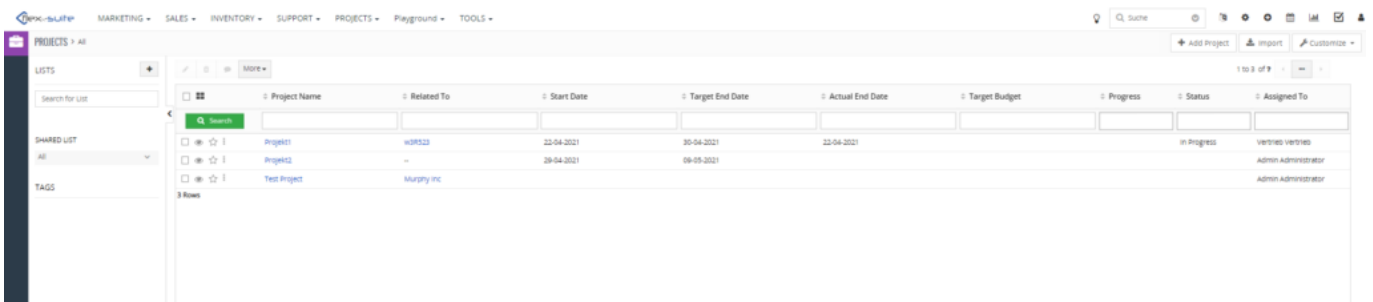 nex-suite MARKETING SALES INVENTORY SUPPORT PROJECTS Playground TOOLS Suche
PROJECTS > All + Add Project Import Customize
LISTS + More 1 to 3 of ?
Search for List
Project Name Related To Start Date Target End Date Actual End Date Target Budget Progress Status Assigned To
Search
SHARED LIST
Projekt1 w3R523 22-04-2021 30-04-2021 22-04-2021 In Progress Vertrieb Vertrieb
All
Projekt2 -- 29-04-2021 09-05-2021 Admin Administrator
TAGS
Test Project Murphy Inc Admin Administrator
3 Rows